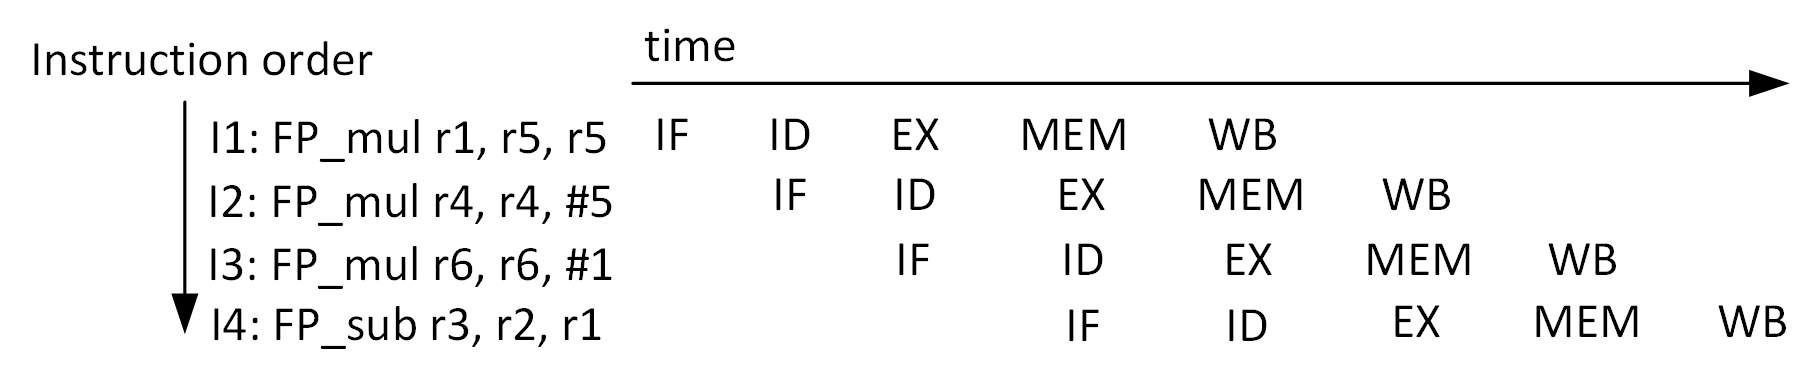 Instruction order time
I1: FP_mul r1, r5, r5 IF ID EX MEM WB
I2: FP_mul r4, r4, #5 IF ID EX MEM WB
I3: FP_mul r6, r6, #1 IF ID EX MEM WB
I4: FP_sub r3, r2, r1 IF ID EX MEM WB